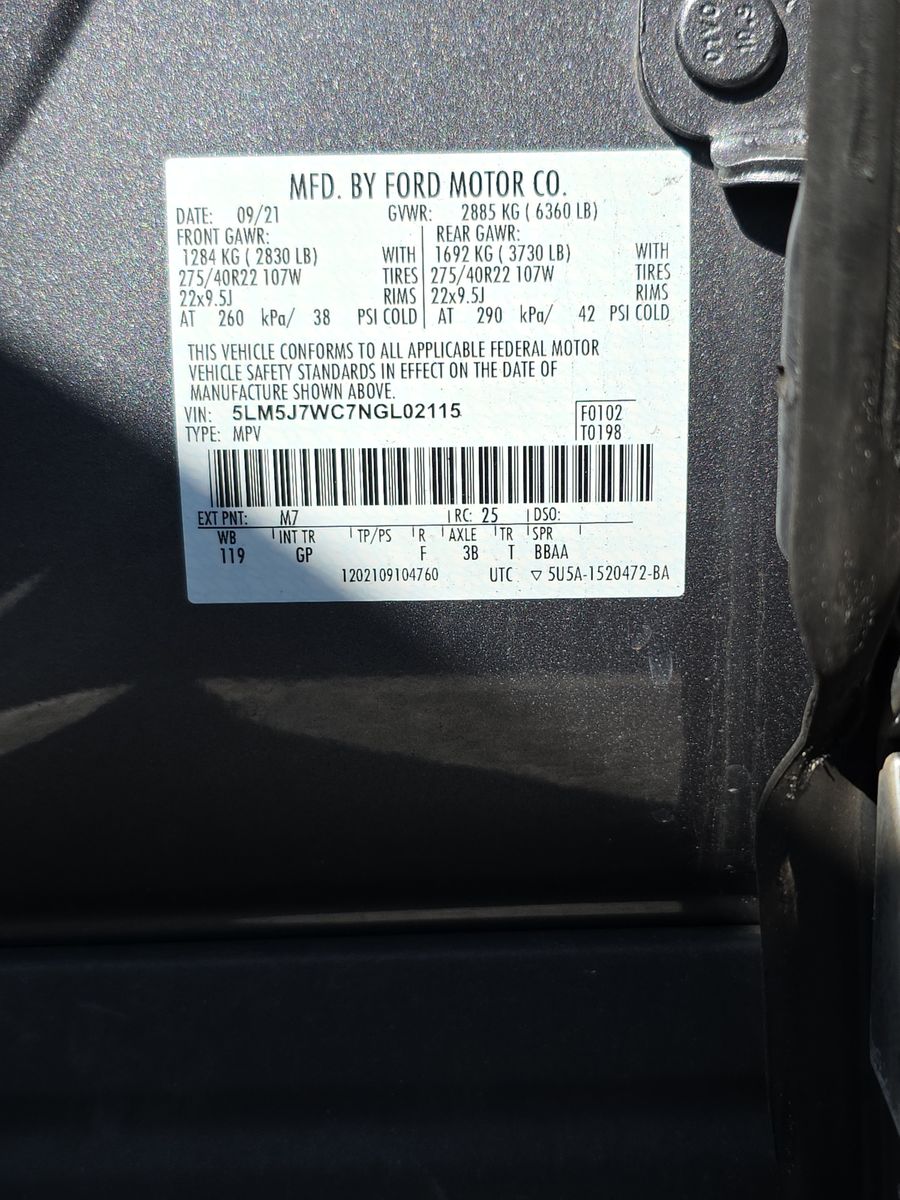 MFD. BY FORD MOTOR CO.
DATE: 09/21 GVWR: 2885 KG ( 6360 LB)
FRONT GAWR: REAR GAWR:
1284 KG ( 2830 LB) WITH 1692 KG ( 3730 LB) WITH
275/40R22 107W TIRES 275/40R22 107W TIRES
22x9.5J RIMS 22x9.5J RIMS
AT 260 kPa/ 38 PSI COLD AT 290 kPa/ 42 PSI COLD
THIS VEHICLE CONFORMS TO ALL APPLICABLE FEDERAL MOTOR
VEHICLE SAFETY STANDARDS IN EFFECT ON THE DATE OF
MANUFACTURE SHOWN ABOVE.
VIN: 5LM5J7WC7NGL02115 F0102
TYPE: MPV T0198
EXT PNT: M7 RC: 25 DSO:
WB INT TR TP/PS R AXLE TR SPR
119 GP F 3B T BBAA
1202109104760 UTC ▽ 5U5A-1520472-BA